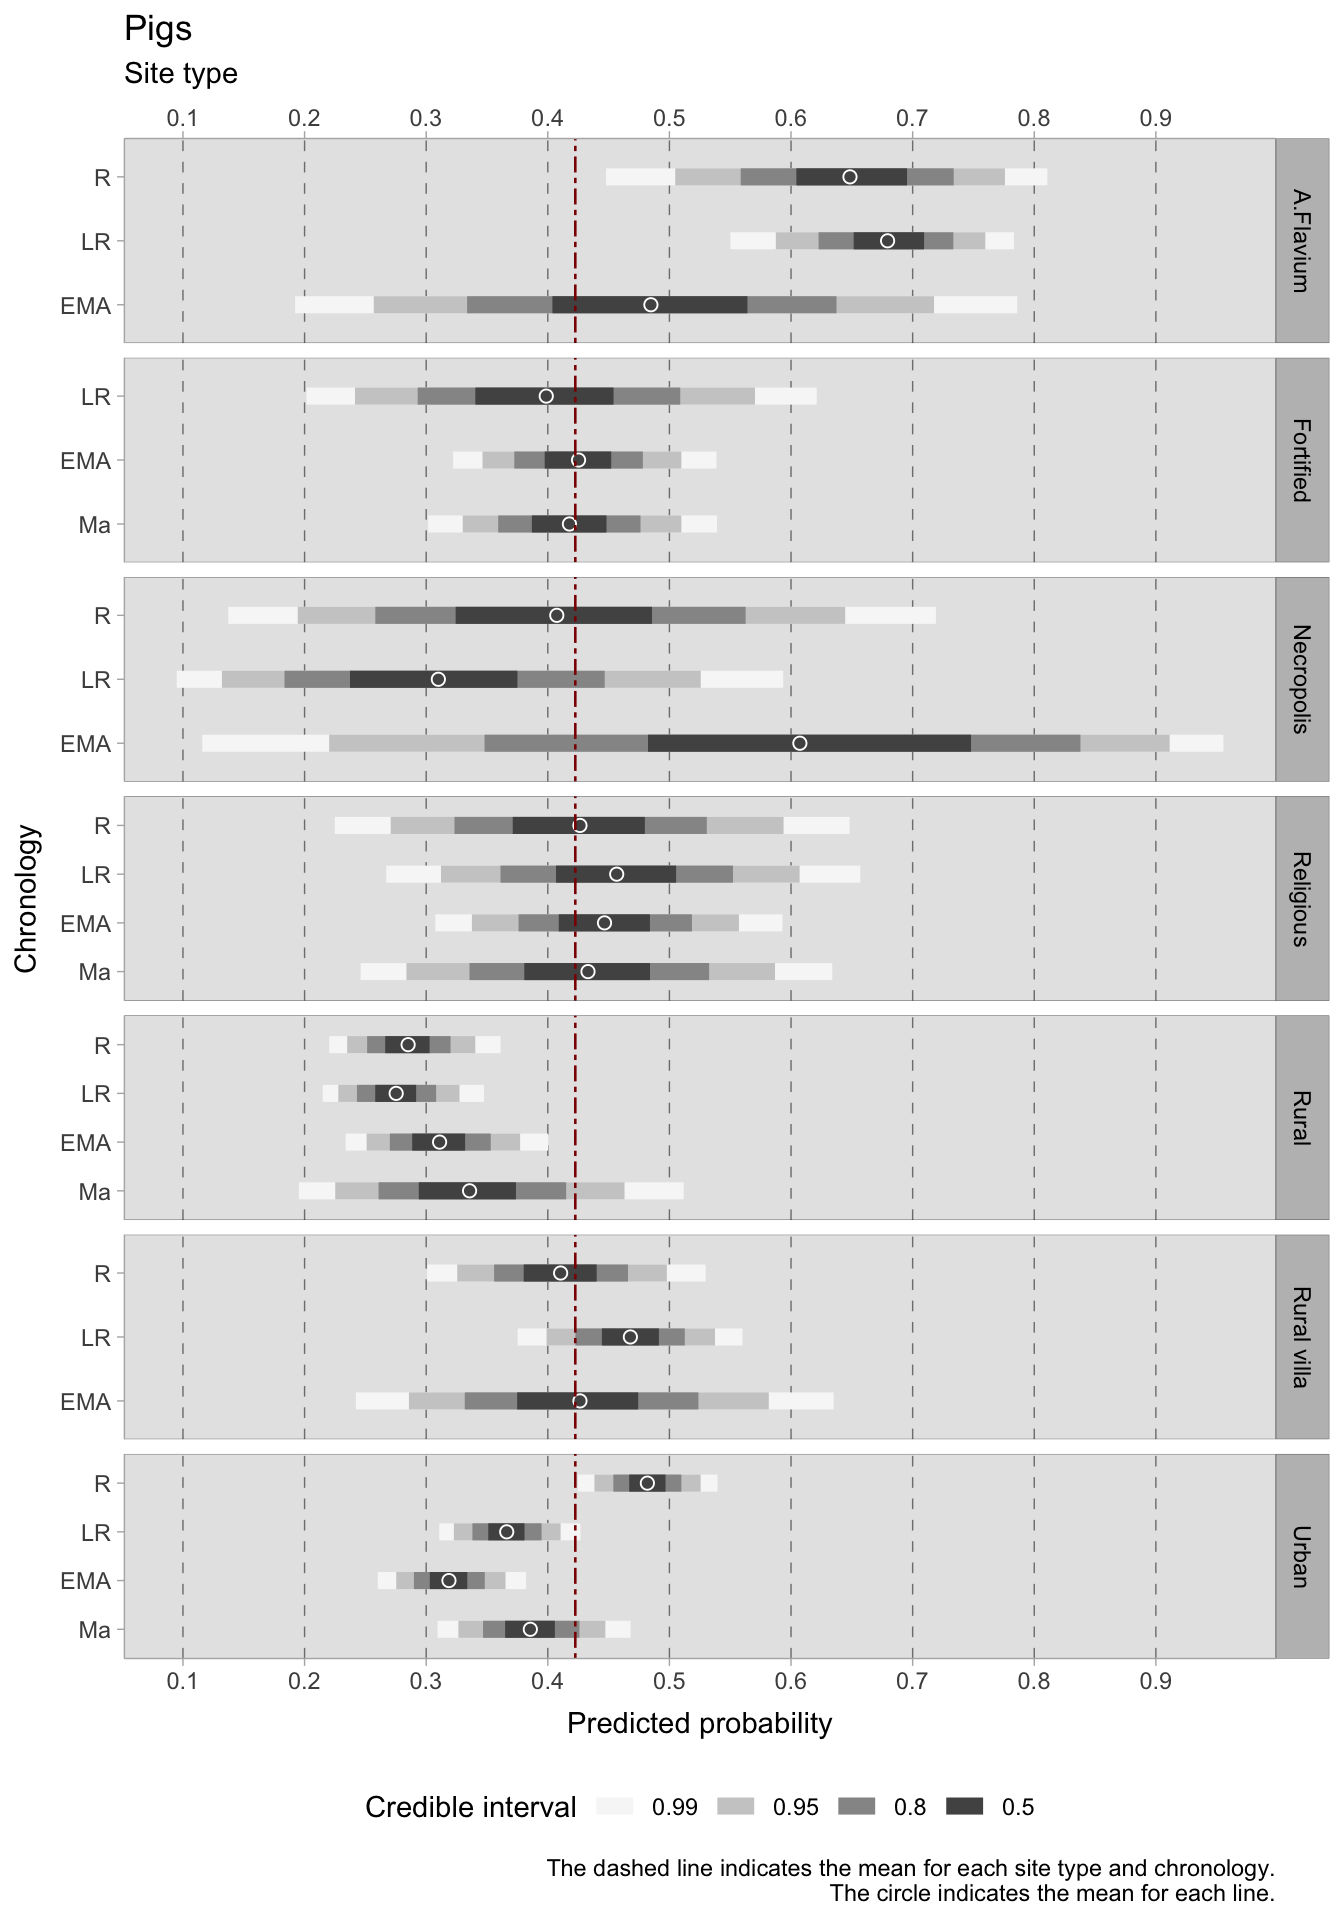 Pigs
Site type
0.1 0.2 0.3 0.4 0.5 0.6 0.7 0.8 0.9
R
LR
EMA
A.Flavium
LR
EMA
Ma
Fortified
R
LR
EMA
Necropolis
R
LR
EMA
Ma
Religious
R
LR
EMA
Ma
Rural
R
LR
EMA
Rural villa
R
LR
EMA
Ma
Urban
Chronology
0.1 0.2 0.3 0.4 0.5 0.6 0.7 0.8 0.9
Predicted probability
Credible interval 0.99 0.95 0.8 0.5
The dashed line indicates the mean for each site type and chronology.
The circle indicates the mean for each line.